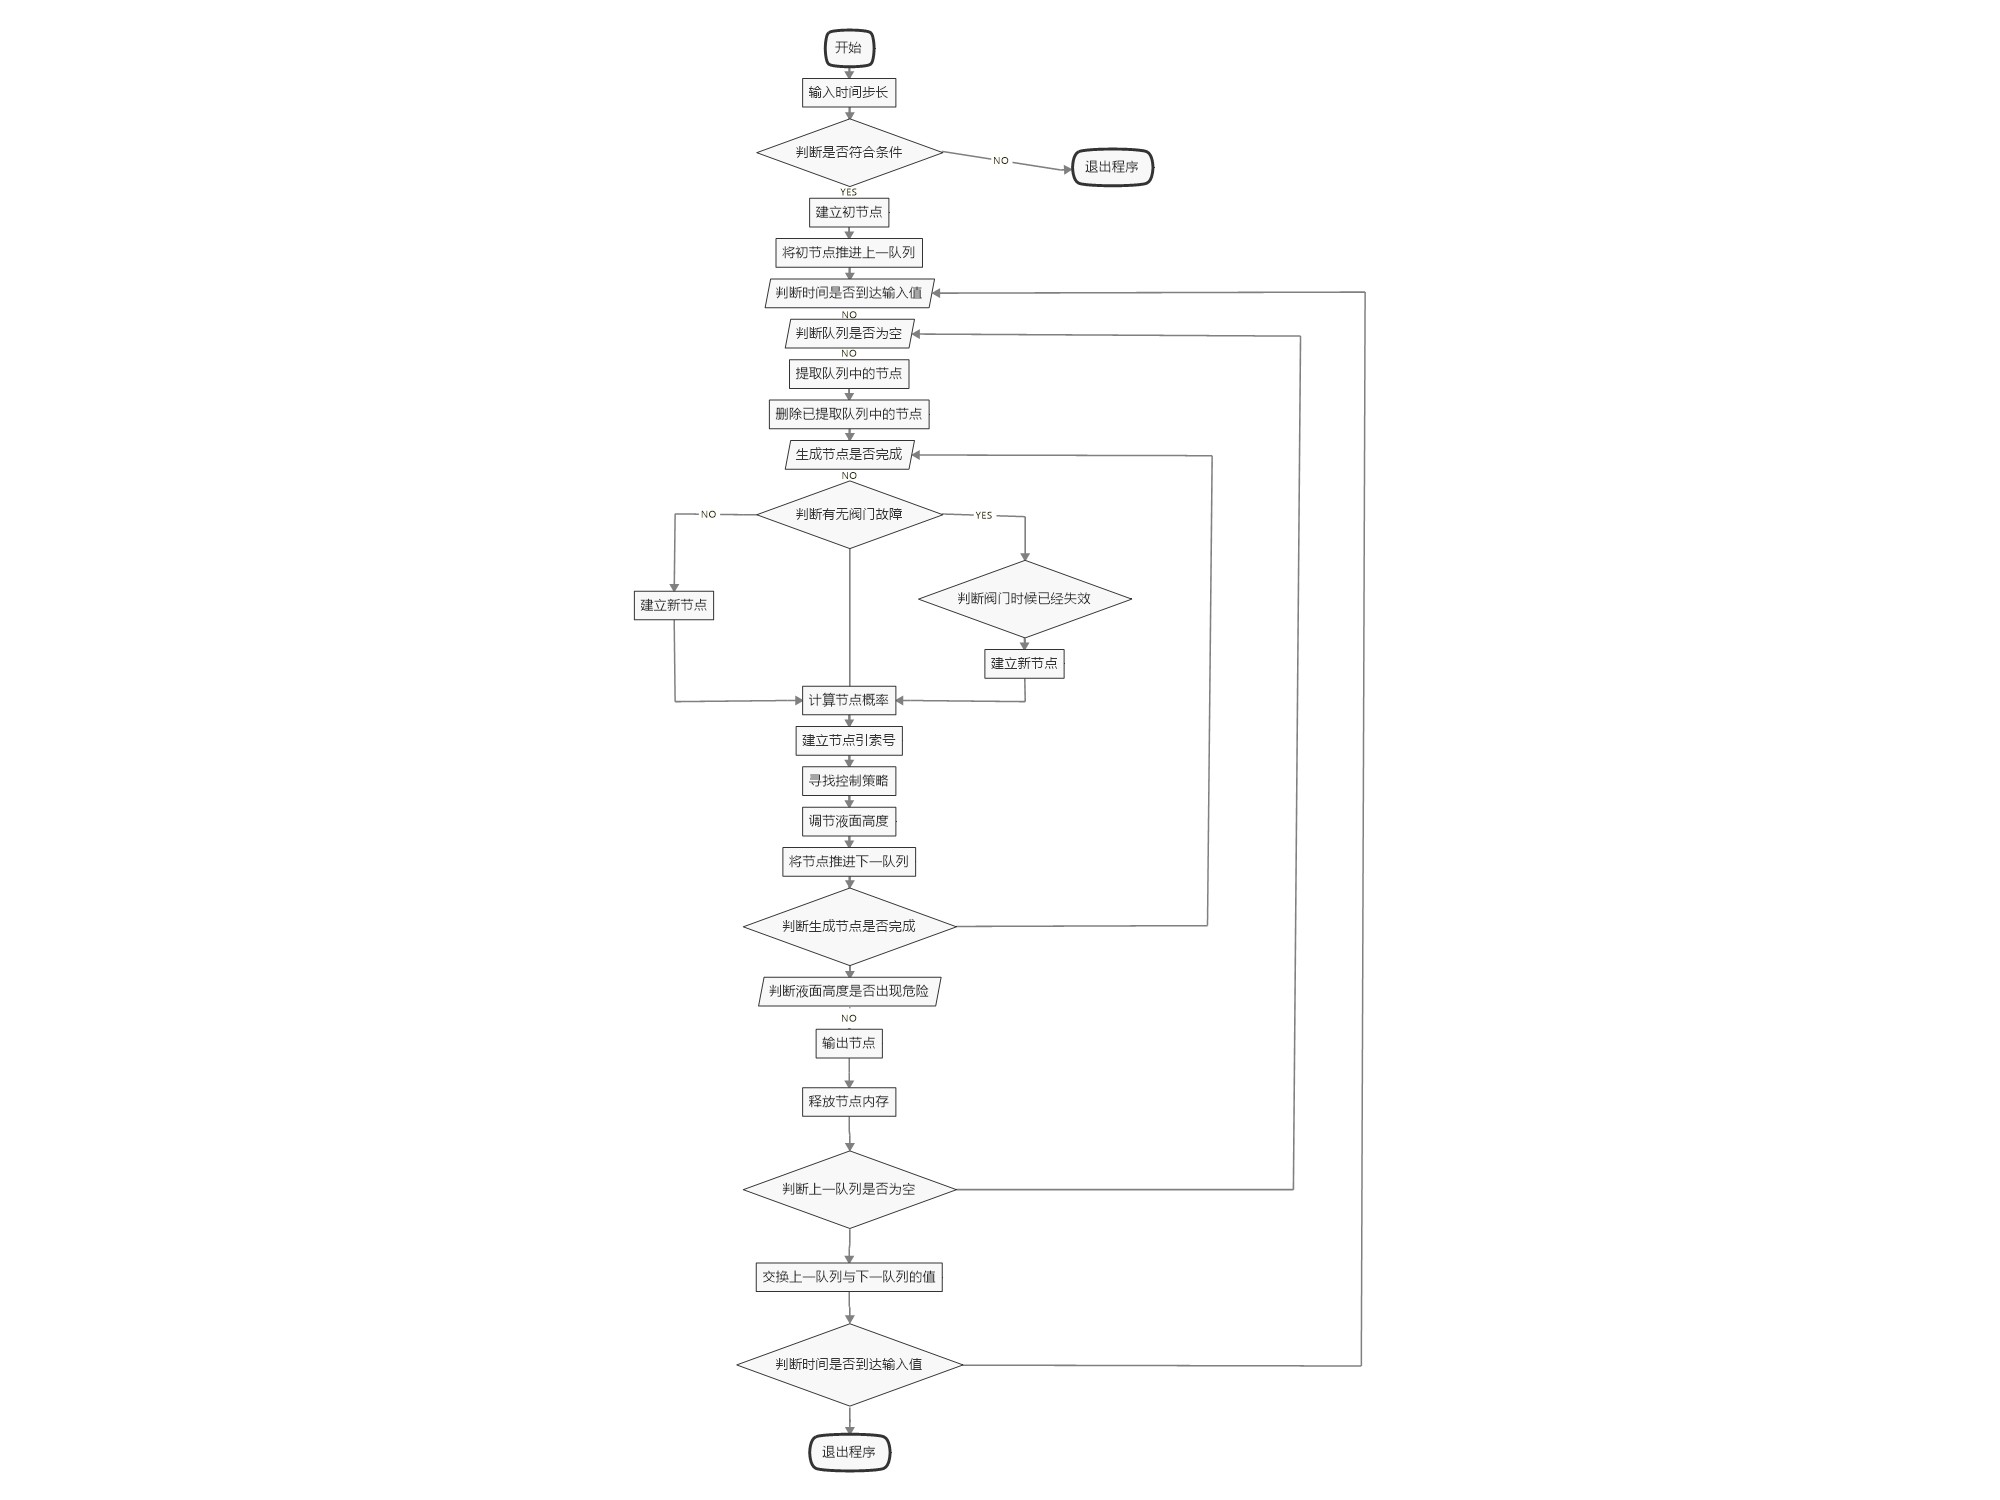 开始
输入时间步长
判断是否符合条件
NO
退出程序
YES
建立初节点
将初节点推进上一队列
判断时间是否到达输入值
NO
判断队列是否为空
NO
提取队列中的节点
删除已提取队列中的节点
生成节点是否完成
NO
判断有无阀门故障
NO
YES
建立新节点
判断阀门时候已经失效
建立新节点
计算节点概率
建立节点引索号
寻找控制策略
调节液面高度
将节点推进下一队列
判断生成节点是否完成
判断液面高度是否出现危险
NO
输出节点
释放节点内存
判断上一队列是否为空
交换上一队列与下一队列的值
判断时间是否到达输入值
退出程序